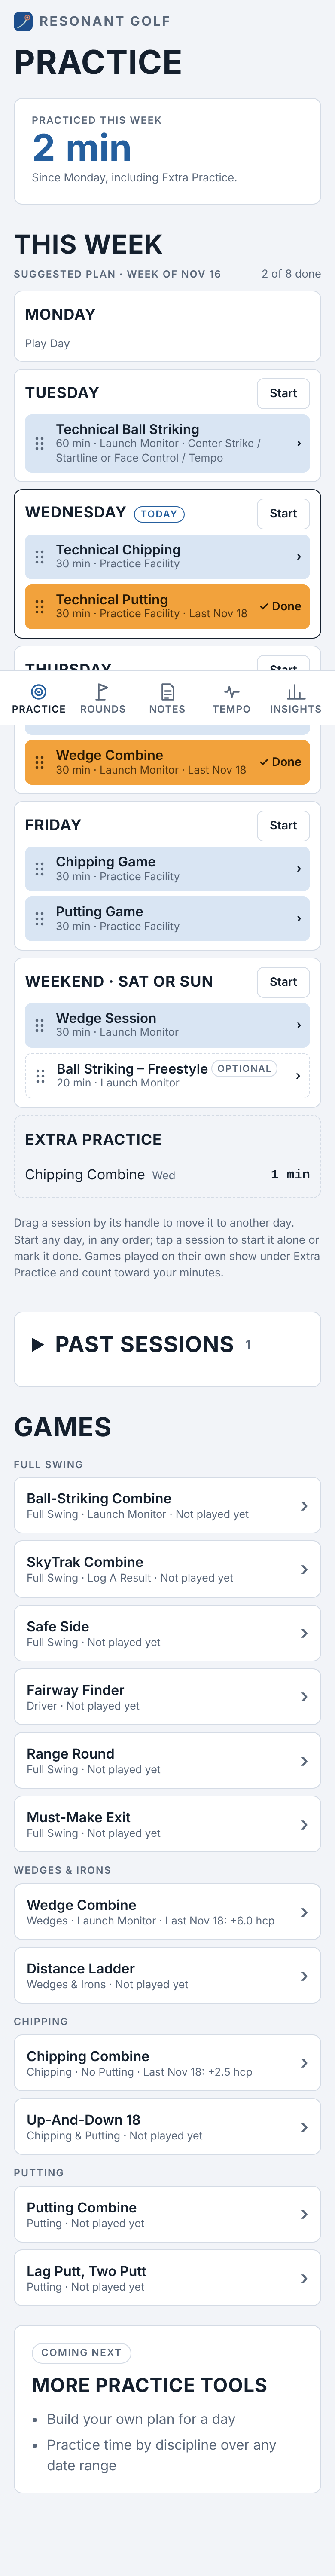 RESONANT GOLF
PRACTICE
PRACTICED THIS WEEK
2 min
Since Monday, including Extra Practice.
THIS WEEK
SUGGESTED PLAN · WEEK OF NOV 16
2 of 8 done
MONDAY
Play Day
TUESDAY
Start
Technical Ball Striking
60 min · Launch Monitor · Center Strike /
Startline or Face Control / Tempo
WEDNESDAY
TODAY
Start
Technical Chipping
30 min · Practice Facility
Technical Putting
30 min · Practice Facility · Last Nov 18
✓ Done
THURSDAY
Start
PRACTICE
ROUNDS
NOTES
TEMPO
INSIGHTS
Wedge Combine
30 min · Launch Monitor · Last Nov 18
✓ Done
FRIDAY
Start
Chipping Game
30 min · Practice Facility
Putting Game
30 min · Practice Facility
WEEKEND · SAT OR SUN
Start
Wedge Session
30 min · Launch Monitor
Ball Striking – Freestyle
OPTIONAL
20 min · Launch Monitor
EXTRA PRACTICE
Chipping Combine Wed
1 min
Drag a session by its handle to move it to another day.
Start any day, in any order; tap a session to start it alone or
mark it done. Games played on their own show under Extra
Practice and count toward your minutes.
PAST SESSIONS 1
GAMES
FULL SWING
Ball-Striking Combine
Full Swing · Launch Monitor · Not played yet
SkyTrak Combine
Full Swing · Log A Result · Not played yet
Safe Side
Full Swing · Not played yet
Fairway Finder
Driver · Not played yet
Range Round
Full Swing · Not played yet
Must-Make Exit
Full Swing · Not played yet
WEDGES & IRONS
Wedge Combine
Wedges · Launch Monitor · Last Nov 18: +6.0 hcp
Distance Ladder
Wedges & Irons · Not played yet
CHIPPING
Chipping Combine
Chipping · No Putting · Last Nov 18: +2.5 hcp
Up-And-Down 18
Chipping & Putting · Not played yet
PUTTING
Putting Combine
Putting · Not played yet
Lag Putt, Two Putt
Putting · Not played yet
COMING NEXT
MORE PRACTICE TOOLS
• Build your own plan for a day
• Practice time by discipline over any
date range